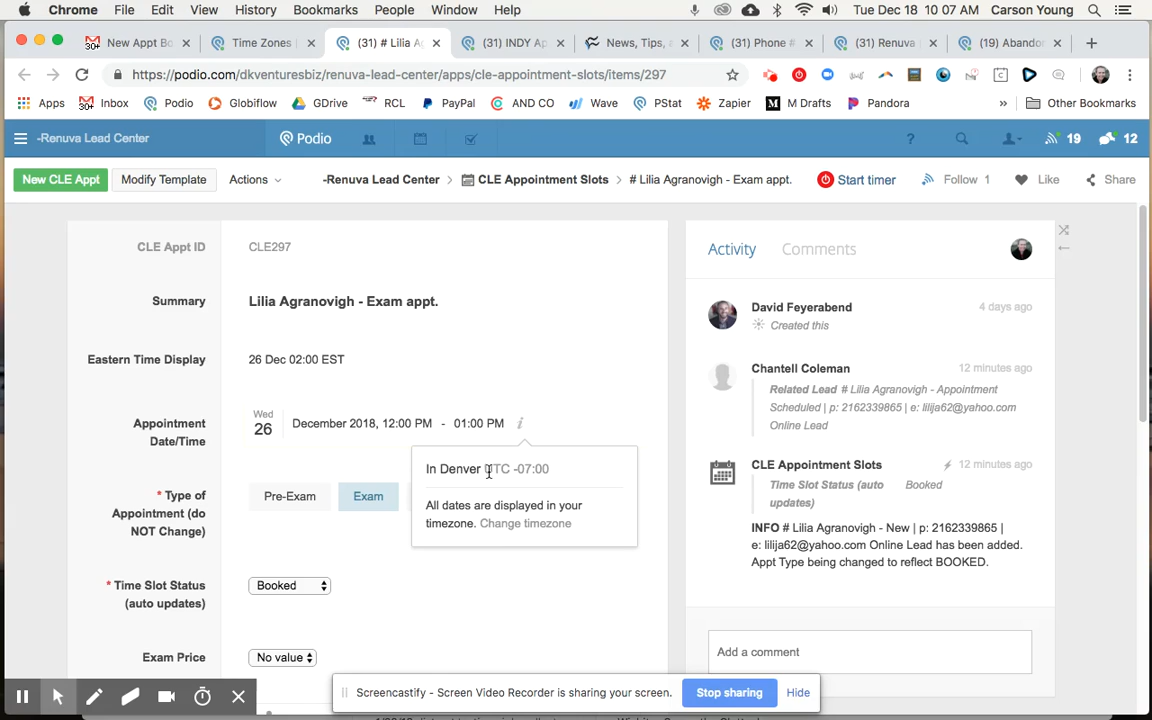 Chrome File Edit View History Bookmarks People Window Help Tue Dec 18 10:07 AM Carson Young
30+ New Appt Bo Time Zones | (31) # Lilia A (31) INDY Ap News, Tips, a (31) Phone # (31) Renuva (19) Abando
https://podio.com/dkventuresbiz/renuva-lead-center/apps/cle-appointment-slots/items/297
Apps 30+ Inbox Podio Globiflow GDrive RCL PayPal AND CO Wave PStat Zapier M Drafts Pandora » Other Bookmarks
-Renuva Lead Center Podio ? 19 12
New CLE Appt Modify Template Actions -Renuva Lead Center CLE Appointment Slots # Lilia Agranovigh - Exam appt. Start timer Follow 1 Like Share
CLE Appt ID CLE297
Summary Lilia Agranovigh - Exam appt.
Eastern Time Display 26 Dec 02:00 EST
Appointment Date/Time
Wed
26 December 2018, 12:00 PM - 01:00 PM i
In Denver UTC -07:00
All dates are displayed in your
timezone. Change timezone
* Type of
Appointment (do
NOT Change)
Pre-Exam Exam
* Time Slot Status
(auto updates)
Booked
Exam Price No value
Activity Comments
David Feyerabend 4 days ago
Created this
Chantell Coleman 12 minutes ago
Related Lead # Lilia Agranovigh - Appointment
Scheduled | p: 2162339865 | e: lilija62@yahoo.com
Online Lead
CLE Appointment Slots 12 minutes ago
Time Slot Status (auto Booked
updates)
INFO # Lilia Agranovigh - New | p: 2162339865 |
e: lilija62@yahoo.com Online Lead has been added.
Appt Type being changed to reflect BOOKED.
Add a comment
Screencastify - Screen Video Recorder is sharing your screen. Stop sharing Hide